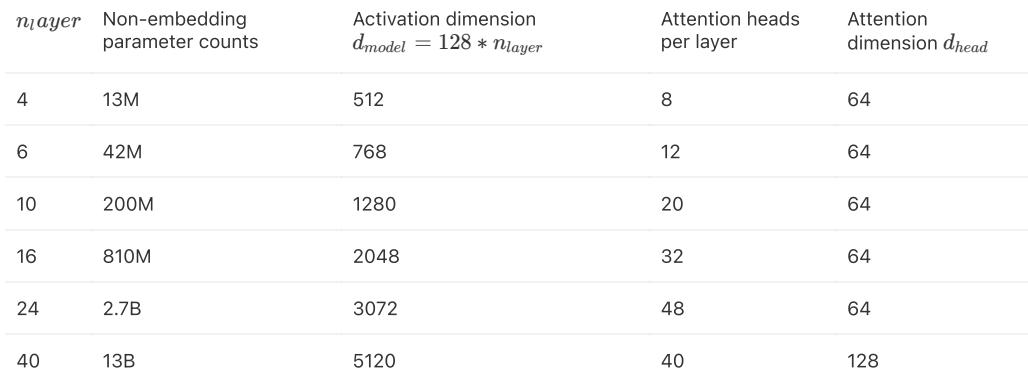 n_layer Non-embedding parameter counts Activation dimension d_model = 128 * n_layer Attention heads per layer Attention dimension d_head
4 13M 512 8 64
6 42M 768 12 64
10 200M 1280 20 64
16 810M 2048 32 64
24 2.7B 3072 48 64
40 13B 5120 40 128